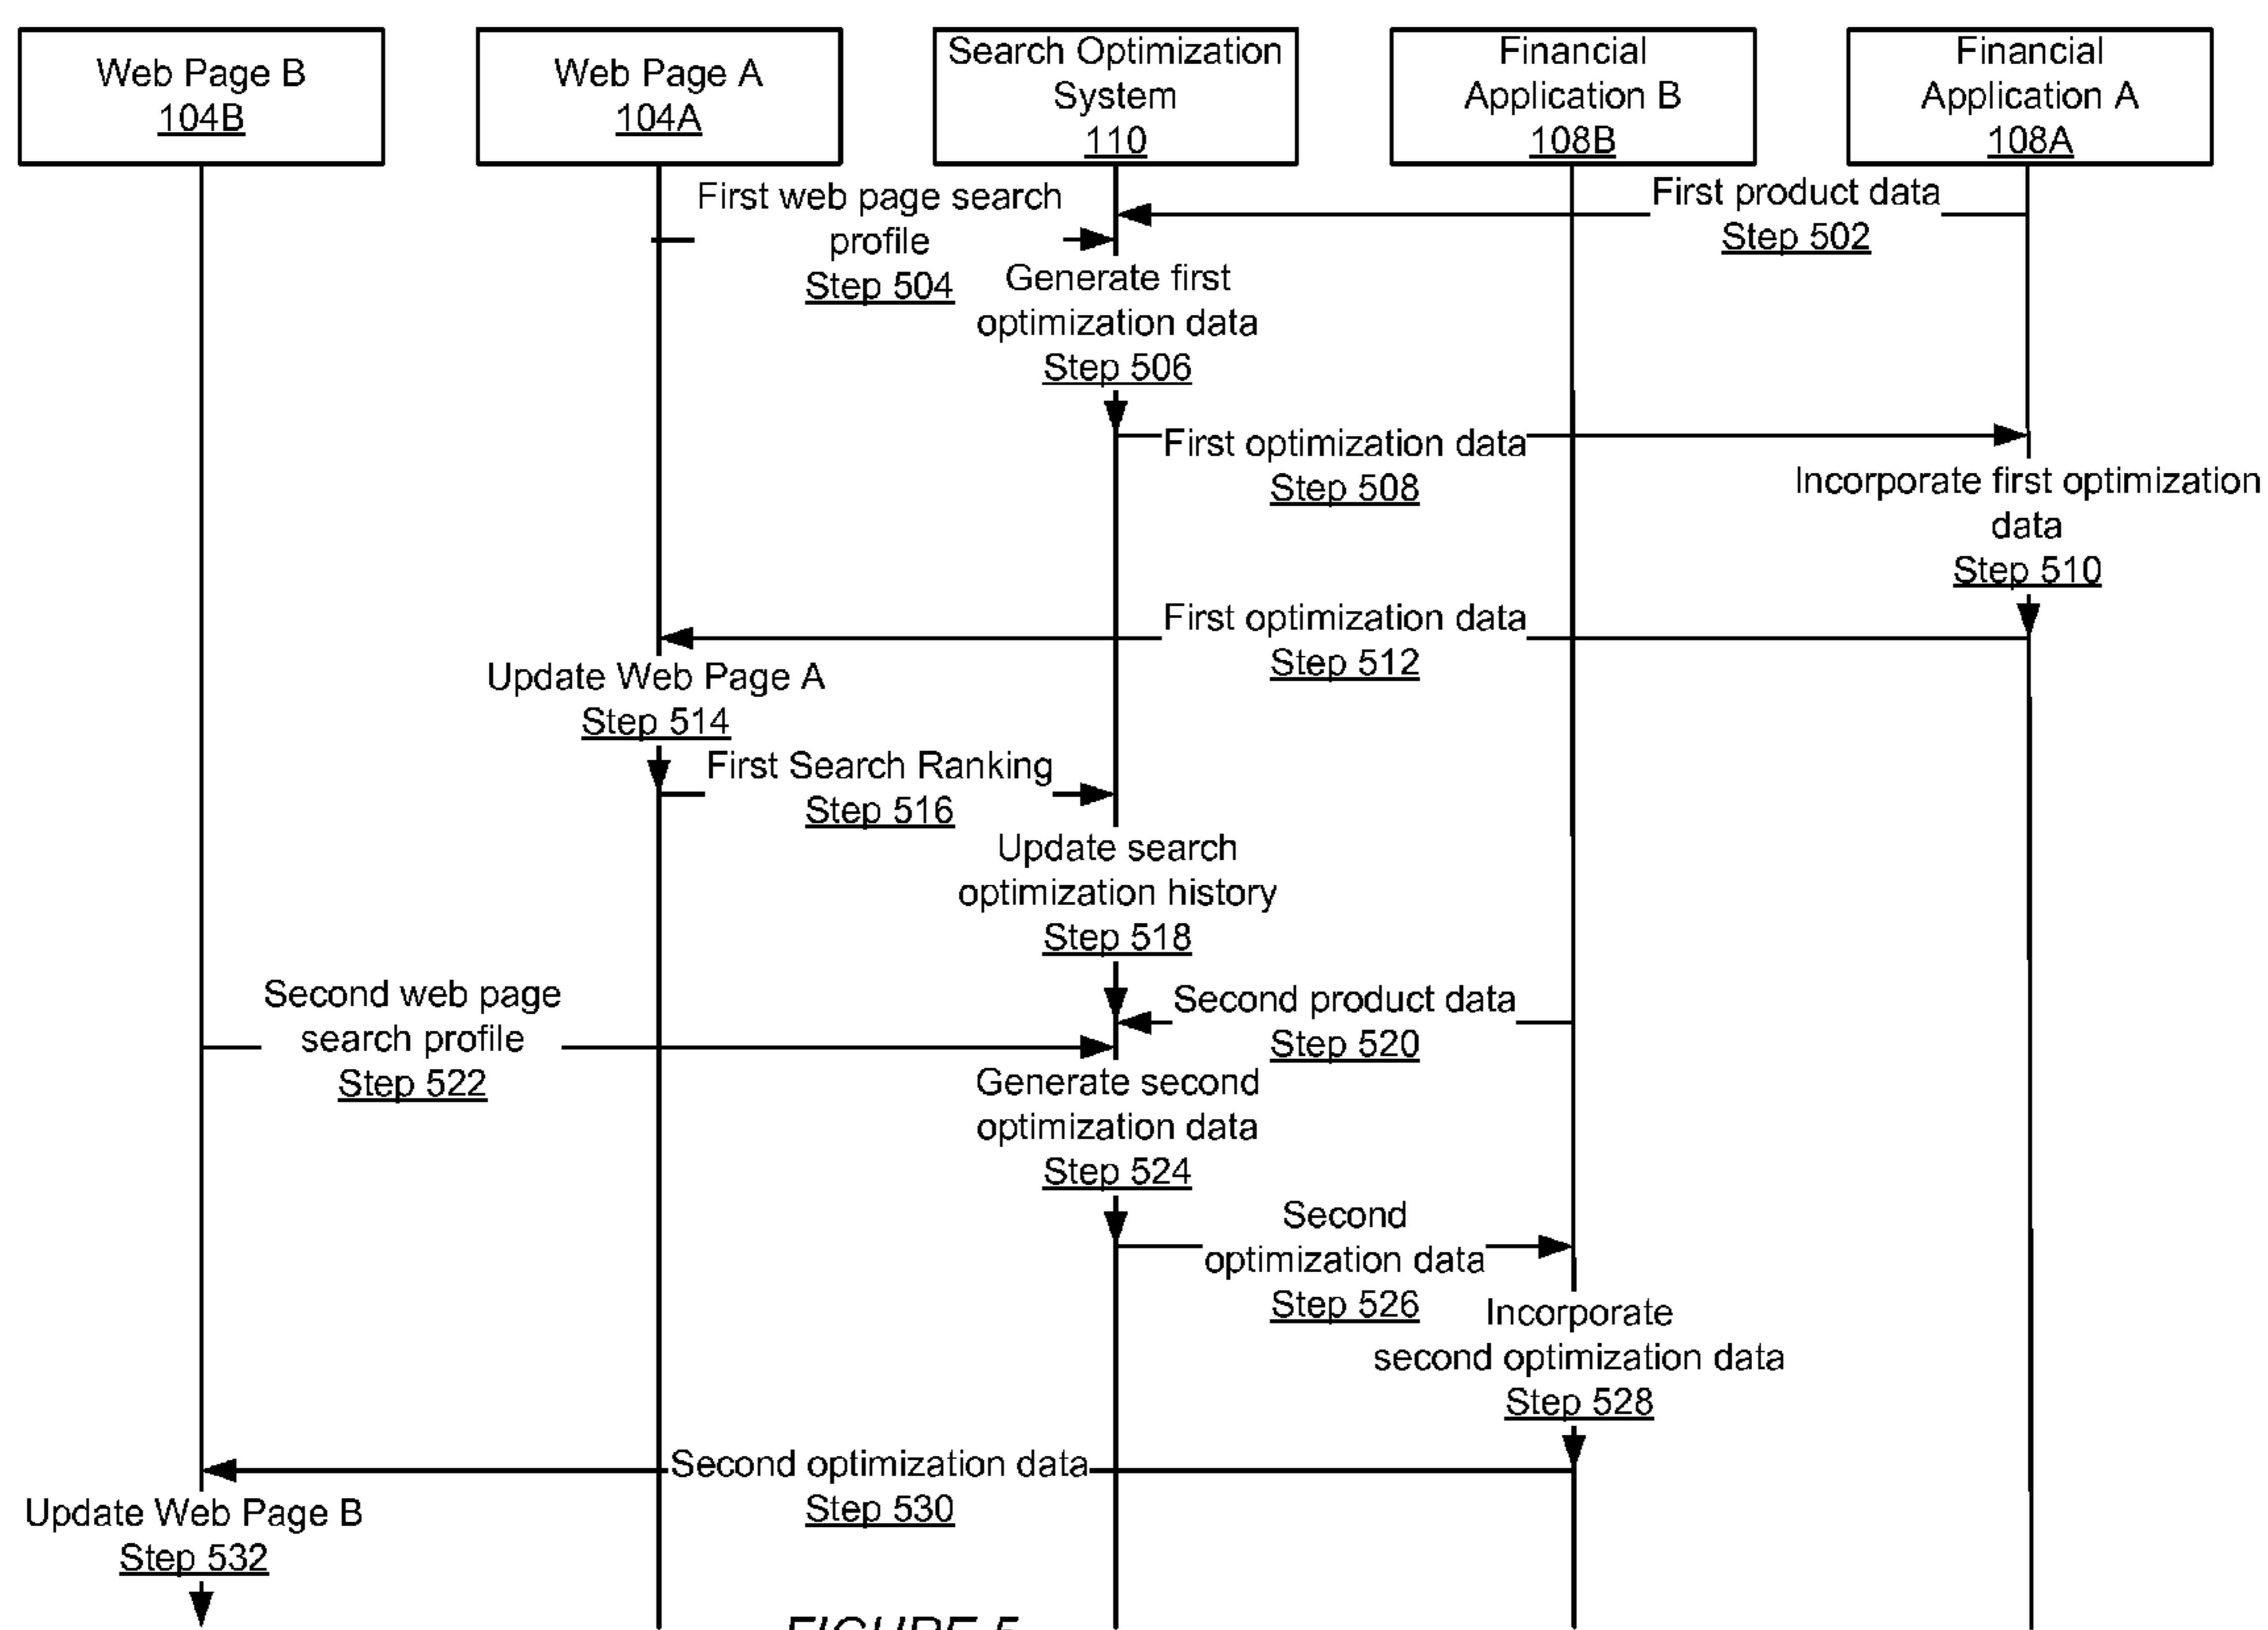 Web Page B
104B
Web Page A
104A
Search Optimization
System
110
Financial
Application B
108B
Financial
Application A
108A
First product data
Step 502
First web page search
profile
Step 504
Generate first
optimization data
Step 506
First optimization data
Step 508
Incorporate first optimization
data
Step 510
First optimization data
Step 512
Update Web Page A
Step 514
First Search Ranking
Step 516
Update search
optimization history
Step 518
Second product data
Step 520
Second web page
search profile
Step 522
Generate second
optimization data
Step 524
Second
optimization data
Step 526
Incorporate
second optimization data
Step 528
Second optimization data
Step 530
Update Web Page B
Step 532
FIGURE 5